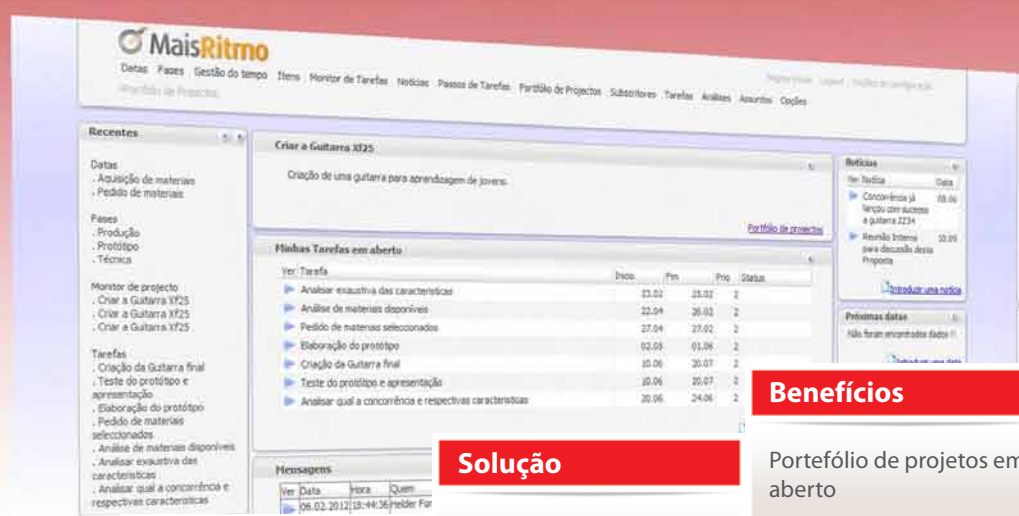 MaisRitmo
Datas Fases Gestão do tempo Itens Monitor de Tarefas Notícias Passos de Tarefas Portfólio de Projectos Subscritores Tarefas Análises Assuntos Opções
Portfólio de Projectos
Recentes
Datas
. Aquisição de materiais
. Pedido de materiais
Fases
. Produção
. Protótipo
. Técnica
Monitor de projecto
. Criar a Guitarra Xf25
. Criar a Guitarra Xf25
. Criar a Guitarra Xf25
Tarefas
. Criação da Guitarra final
. Teste do protótipo e
apresentação
. Elaboração do protótipo
. Pedido de materiais
seleccionados
. Análise de materiais disponíveis
. Analisar exaustiva das
características
. Analisar qual a concorrência e
respectivas características
Criar a Guitarra Xf25
Criação de uma guitarra para aprendizagem de jovens.
Portfólio de projectos
Minhas Tarefas em aberto
Ver Tarefa Início Fim Prio Status
Analisar exaustiva das características 23.02 25.02 2
Análise de materiais disponíveis 22.04 26.02 2
Pedido de materiais seleccionados 27.04 27.02 2
Elaboração do protótipo 02.05 01.06 2
Criação da Guitarra final 10.06 20.07 2
Teste do protótipo e apresentação 10.06 20.07 2
Analisar qual a concorrência e respectivas características 20.06 24.06 2
Mensagens
Ver Data Hora Quem
06.02.2012 18:44:36 Helder
Notícias
Ver Notícia Data
Concorrência já
lançou com sucesso
a guitarra 2234
Reunião Interna
para discussão dessa
Proposta
Introduzir uma notícia
Próximas datas
Não foram encontrados dados !!
Introduzir uma data
Solução
Benefícios
Portefólio de projetos em
aberto